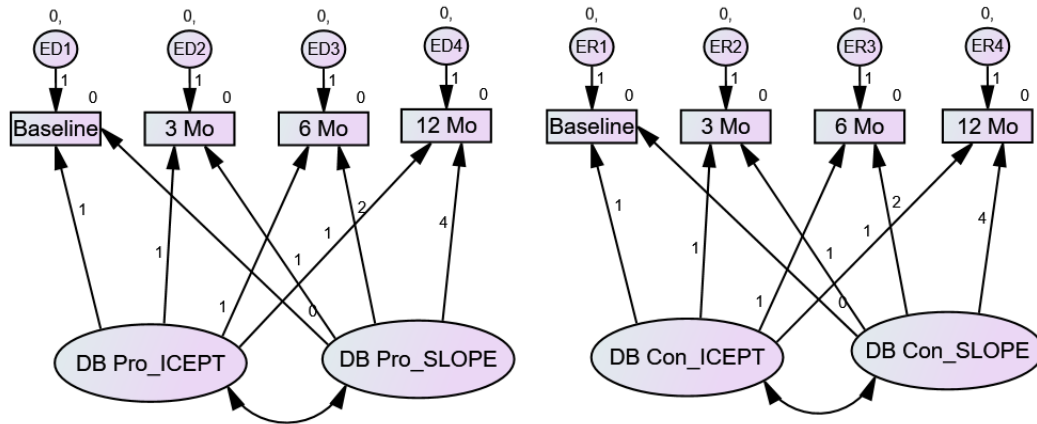 0, 0, 0, 0, 0, 0, 0, 0,
ED1 ED2 ED3 ED4 ER1 ER2 ER3 ER4
1 1 1 1 1 1 1 1
0 0 0 0 0 0 0 0
Baseline 3 Mo 6 Mo 12 Mo Baseline 3 Mo 6 Mo 12 Mo
1 2 4 1 2 4
1 1 1 1
1 1 1 1
1 0 1 0
DB Pro_ICEPT DB Pro_SLOPE DB Con_ICEPT DB Con_SLOPE